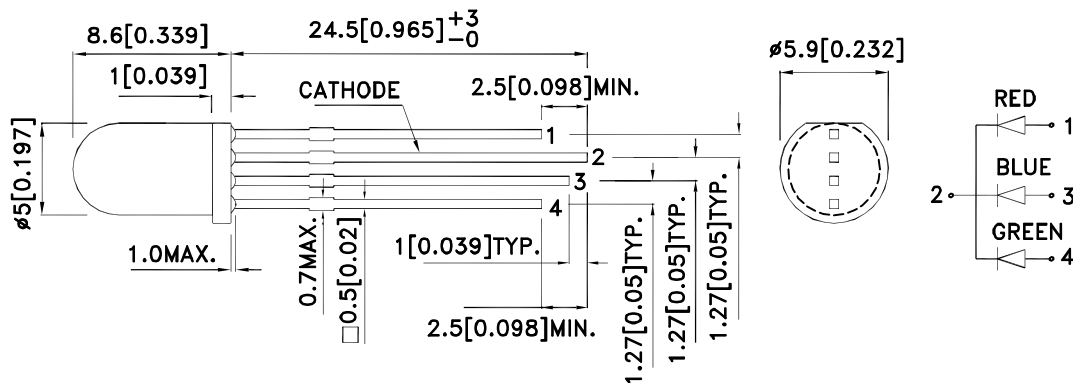 8.6[0.339]
24.5[0.965]+3 -0
1[0.039]
CATHODE
2.5[0.098]MIN.
ø5.9[0.232]
ø5[0.197]
1
2
3
4
1.0MAX.
0.7MAX.
□0.5[0.02]
1[0.039]TYP.
2.5[0.098]MIN.
1.27[0.05]TYP.
1.27[0.05]TYP.
1.27[0.05]TYP.
RED
1
BLUE
2
3
GREEN
4